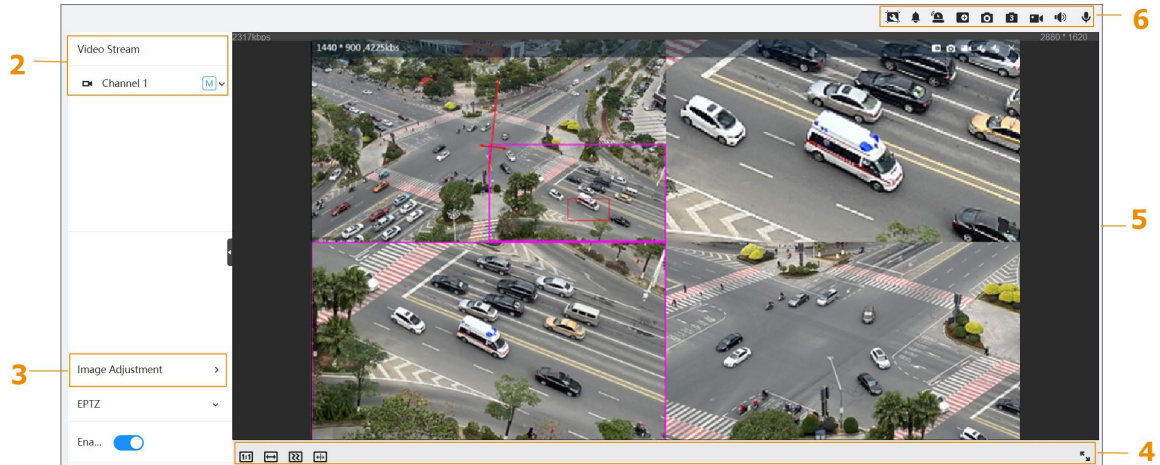 6
2
Video Stream
2317kbps
2880 * 1620
1440 * 900 ,4225kbs
Channel 1
M
5
3
Image Adjustment
EPTZ
Ena...
1:1
4